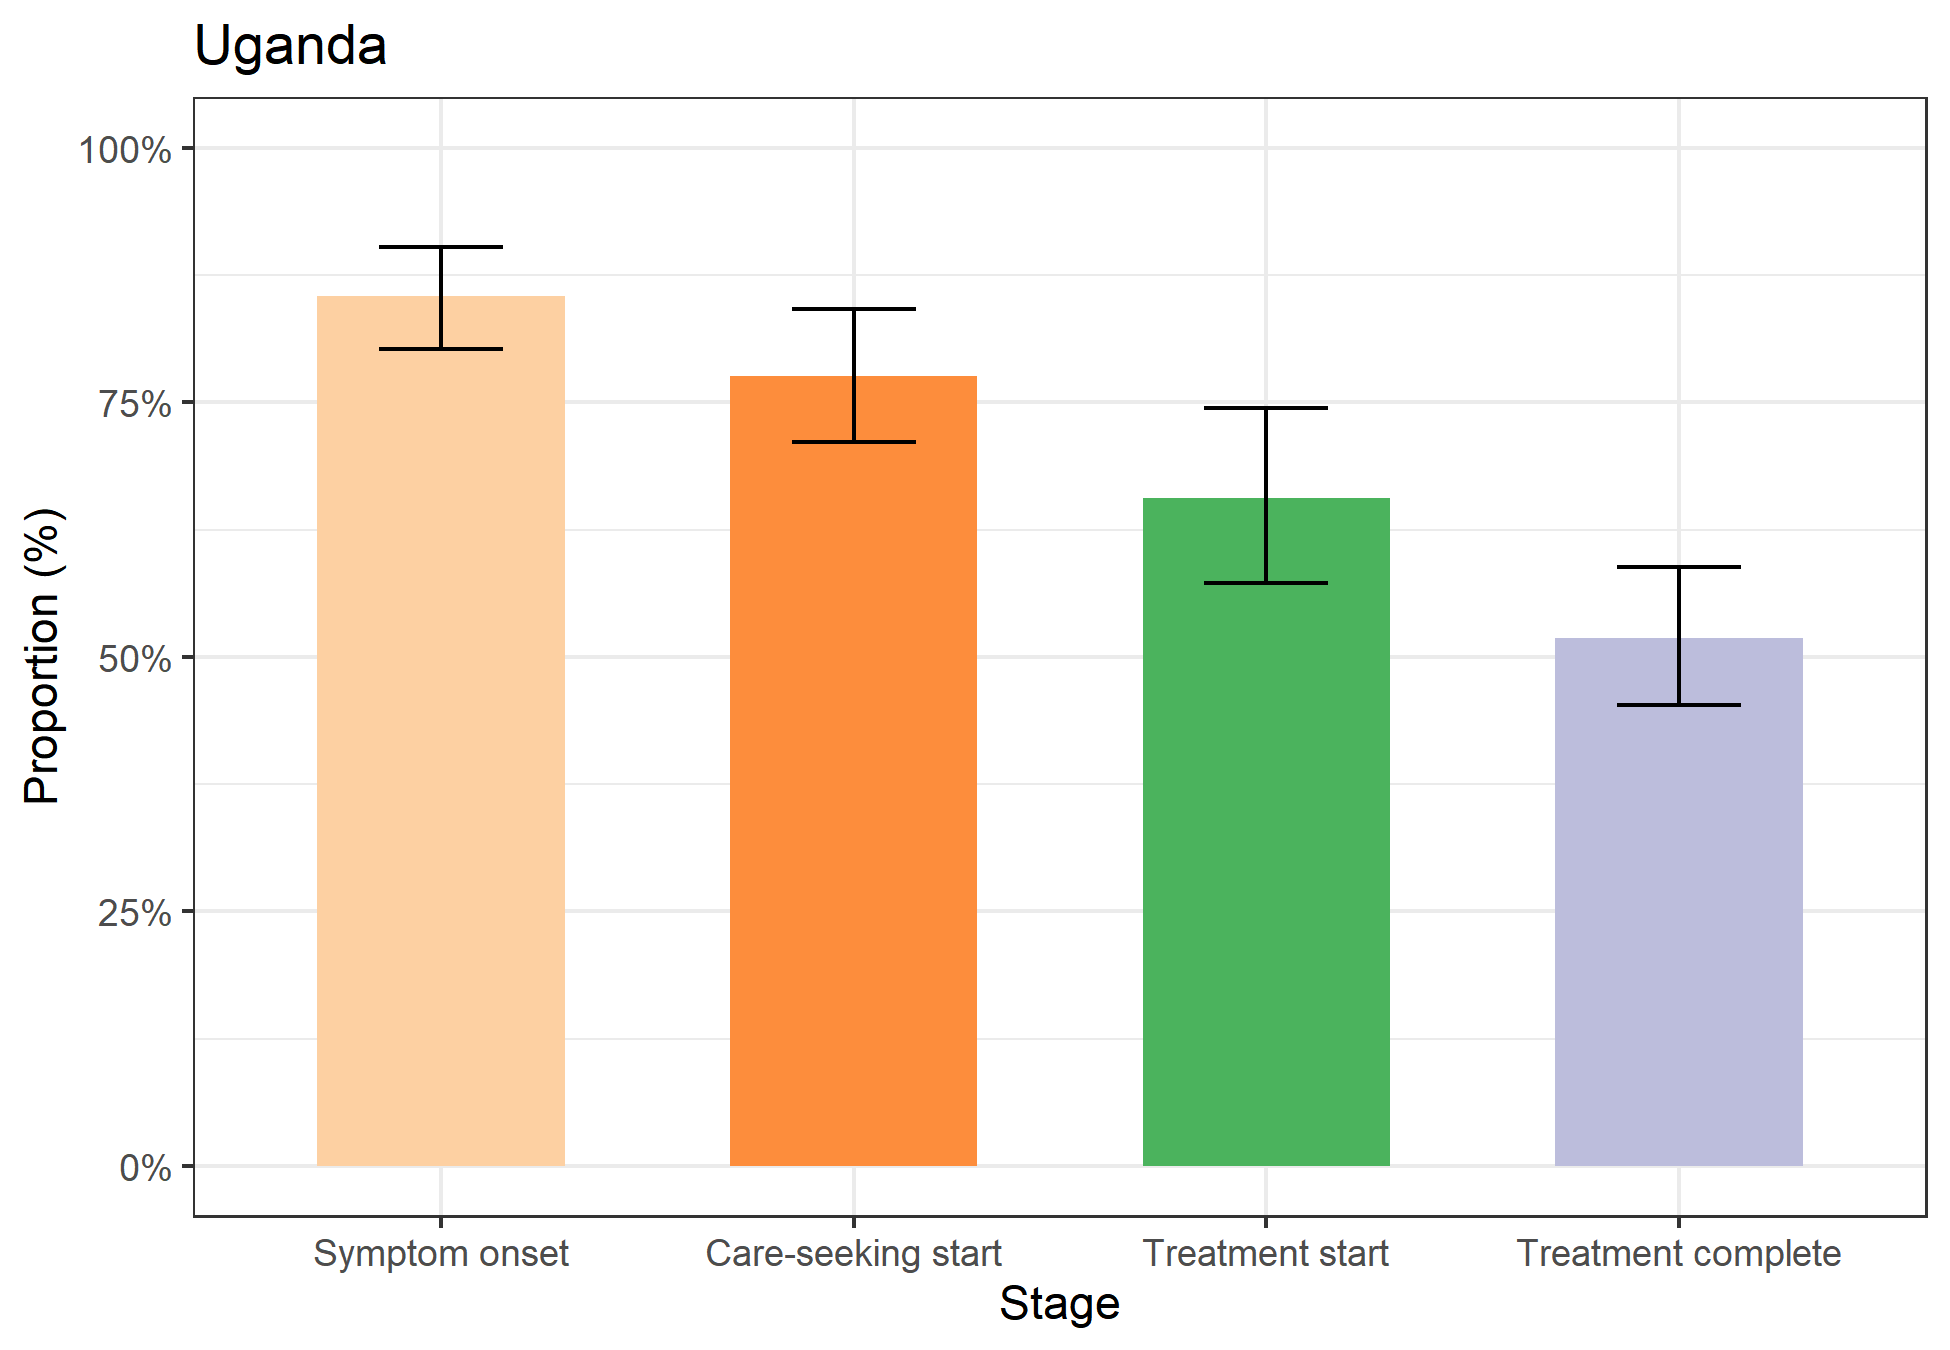 Uganda
Proportion (%)
100%
75%
50%
25%
0%
Symptom onset
Care-seeking start
Treatment start
Treatment complete
Stage